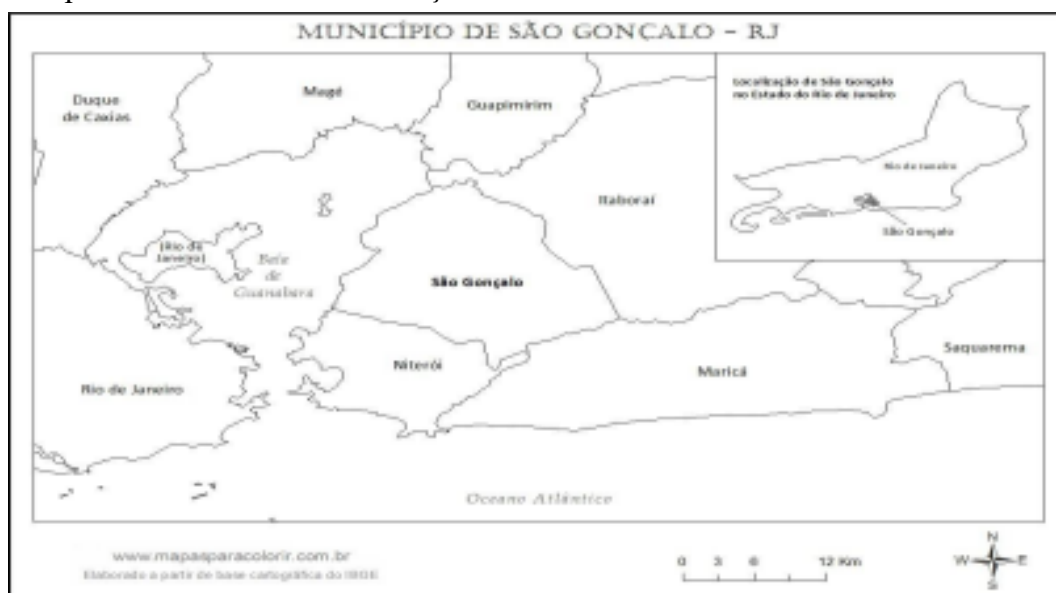 MUNICÍPIO DE SÃO GONÇALO - RJ
Duque
de Caxias
Magé
Guapimirim
Localização de São Gonçalo
no Estado do Rio de Janeiro
Rio de Janeiro
São Gonçalo
Itaboraí
(Rio de
Janeiro)
Baía
de
Guanabara
São Gonçalo
Niterói
Maricá
Saquarema
Rio de Janeiro
Oceano Atlântico
www.mapasparacolorir.com.br
Elaborado a partir de base cartográfica do IBGE
0 3 6 12 Km
N
W E
S